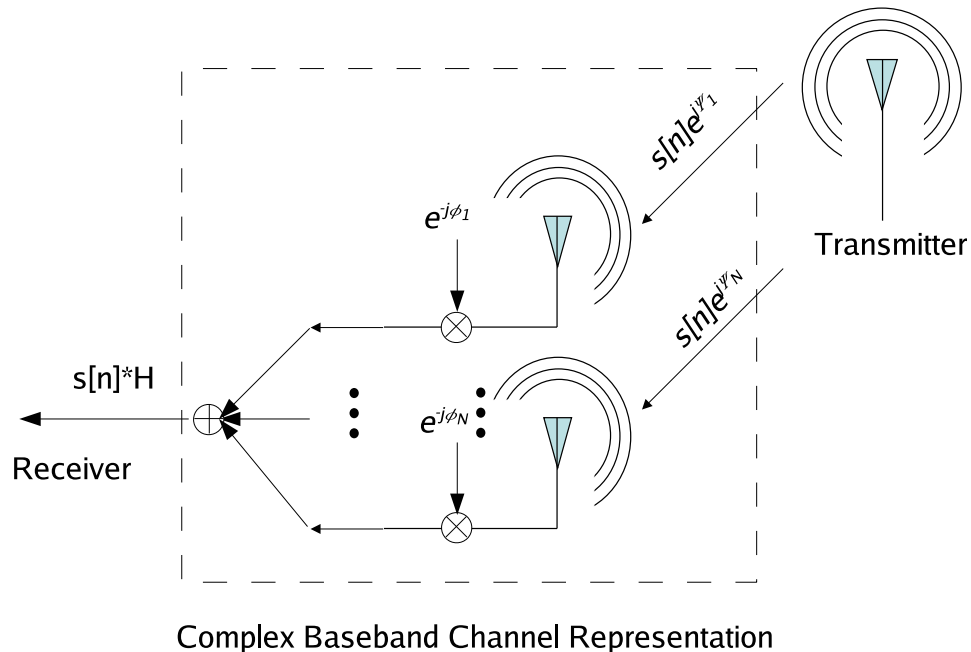 s[n]e^{jΨ_1}
e^{-jϕ_1}
Transmitter
s[n]e^{jΨ_N}
s[n]*H
e^{-jϕ_N}
Receiver
Complex Baseband Channel Representation